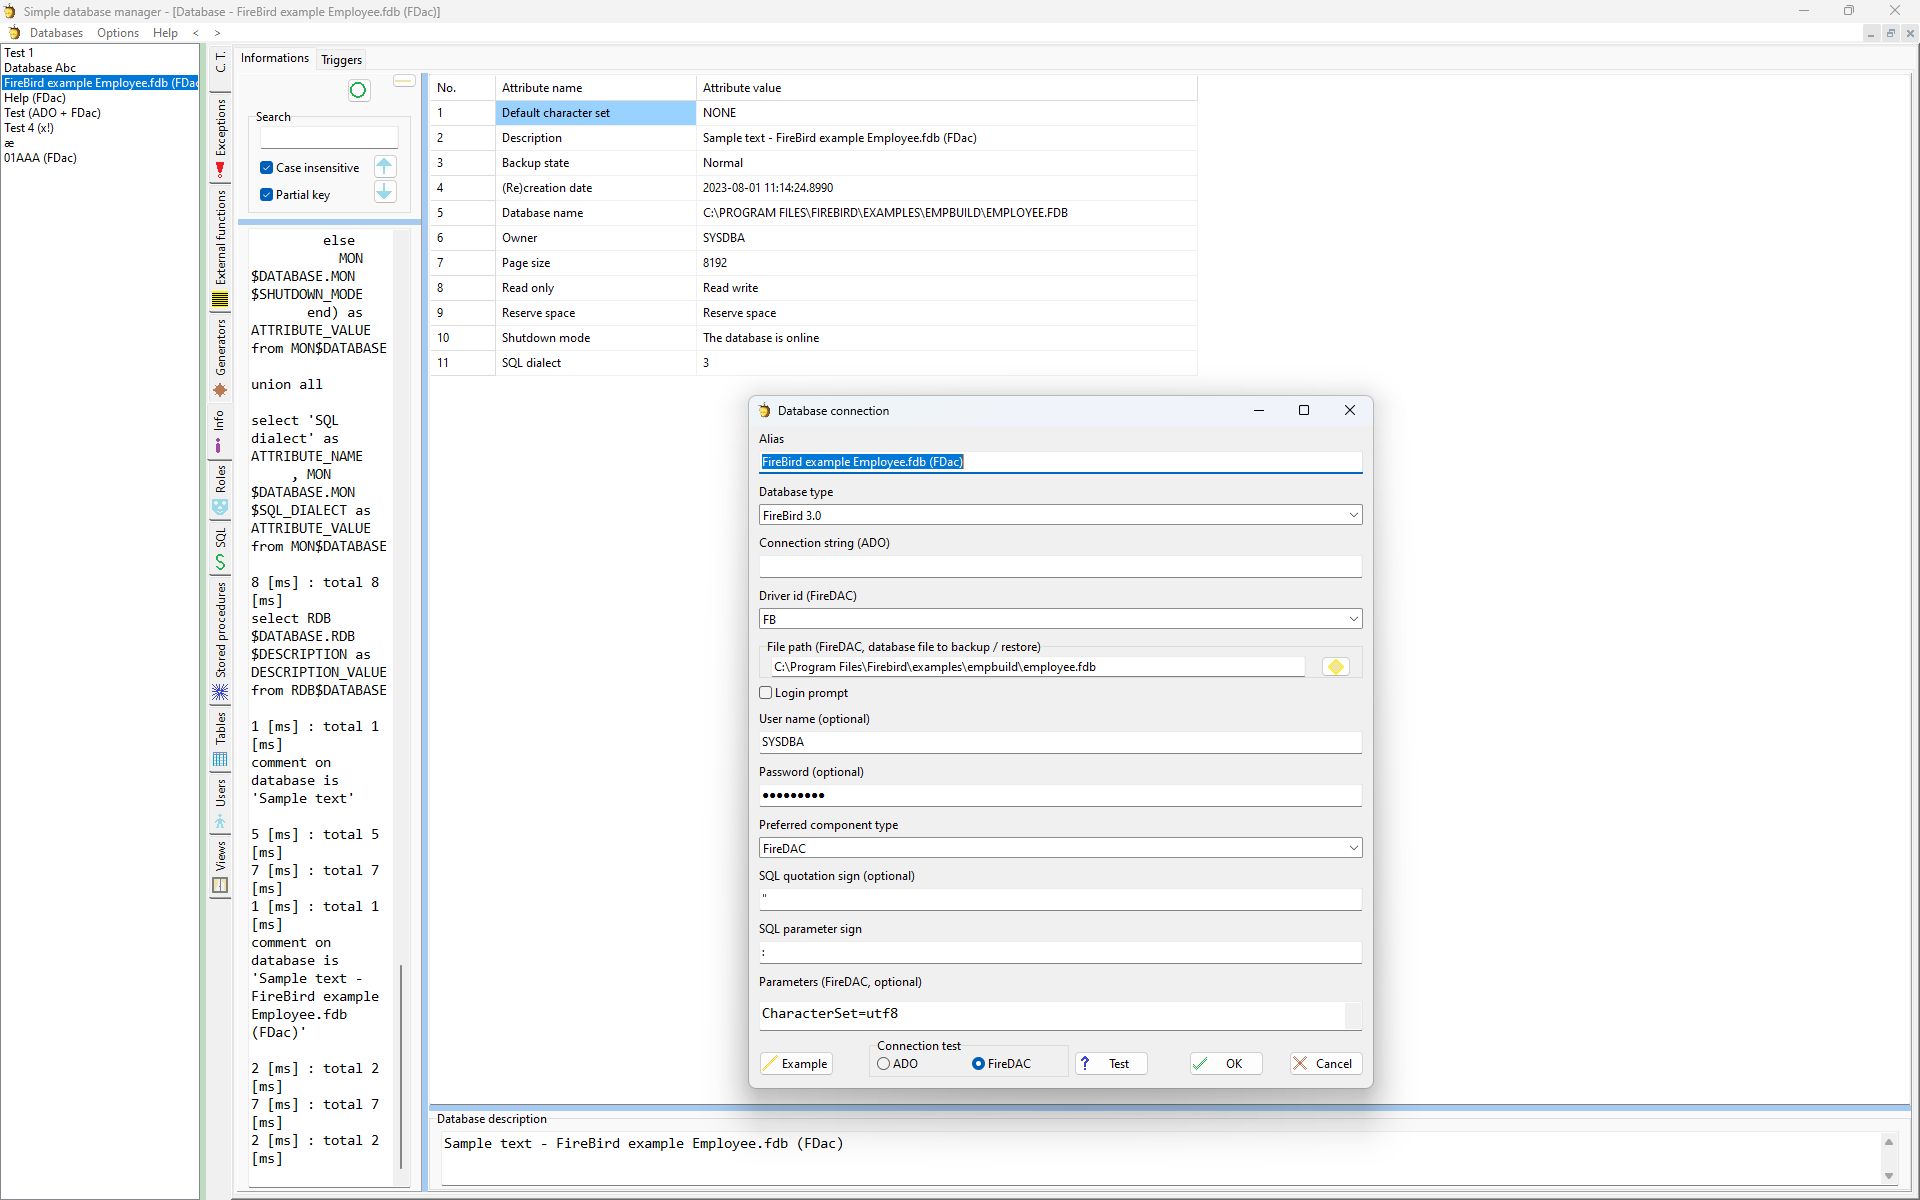 Simple database manager - [Database - FireBird example Employee.fdb (FDac)]
Databases Options Help < >
Test 1
Database Abc
FireBird example Employee.fdb (FDac
Help (FDac)
Test (ADO + FDac)
Test 4 (x!)
æ
01AAA (FDac)
C. T.
Exceptions
External functions
Generators
Info
Roles
SQL
Stored procedures
Tables
Users
Views
Informations Triggers
Search
Case insensitive
Partial key
else
MON
$DATABASE.MON
$SHUTDOWN_MODE
end) as
ATTRIBUTE_VALUE
from MON$DATABASE
union all
select 'SQL
dialect' as
ATTRIBUTE_NAME
, MON
$DATABASE.MON
$SQL_DIALECT as
ATTRIBUTE_VALUE
from MON$DATABASE
8 [ms] : total 8
[ms]
select RDB
$DATABASE.RDB
$DESCRIPTION as
DESCRIPTION_VALUE
from RDB$DATABASE
1 [ms] : total 1
[ms]
comment on
database is
'Sample text'
5 [ms] : total 5
[ms]
7 [ms] : total 7
[ms]
1 [ms] : total 1
[ms]
comment on
database is
'Sample text -
FireBird example
Employee.fdb
(FDac)'
2 [ms] : total 2
[ms]
7 [ms] : total 7
[ms]
2 [ms] : total 2
[ms]
No. Attribute name Attribute value
1 Default character set NONE
2 Description Sample text - FireBird example Employee.fdb (FDac)
3 Backup state Normal
4 (Re)creation date 2023-08-01 11:14:24.8990
5 Database name C:\PROGRAM FILES\FIREBIRD\EXAMPLES\EMPBUILD\EMPLOYEE.FDB
6 Owner SYSDBA
7 Page size 8192
8 Read only Read write
9 Reserve space Reserve space
10 Shutdown mode The database is online
11 SQL dialect 3
Database connection
Alias
FireBird example Employee.fdb (FDac)
Database type
FireBird 3.0
Connection string (ADO)
Driver id (FireDAC)
FB
File path (FireDAC, database file to backup / restore)
C:\Program Files\Firebird\examples\empbuild\employee.fdb
Login prompt
User name (optional)
SYSDBA
Password (optional)
●●●●●●●●●
Preferred component type
FireDAC
SQL quotation sign (optional)
"
SQL parameter sign
:
Parameters (FireDAC, optional)
CharacterSet=utf8
Connection test
Example ADO FireDAC ? Test OK Cancel
Database description
Sample text - FireBird example Employee.fdb (FDac)